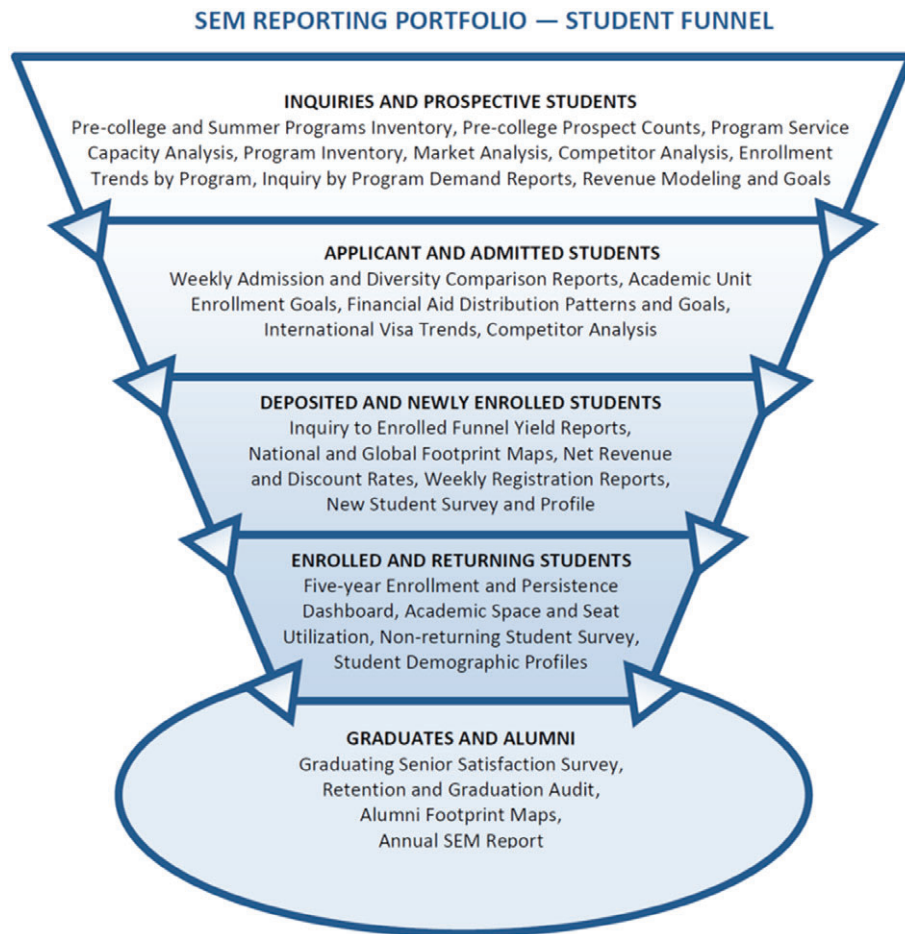 SEM REPORTING PORTFOLIO — STUDENT FUNNEL
INQUIRIES AND PROSPECTIVE STUDENTS
Pre-college and Summer Programs Inventory, Pre-college Prospect Counts, Program Service
Capacity Analysis, Program Inventory, Market Analysis, Competitor Analysis, Enrollment
Trends by Program, Inquiry by Program Demand Reports, Revenue Modeling and Goals
APPLICANT AND ADMITTED STUDENTS
Weekly Admission and Diversity Comparison Reports, Academic Unit
Enrollment Goals, Financial Aid Distribution Patterns and Goals,
International Visa Trends, Competitor Analysis
DEPOSITED AND NEWLY ENROLLED STUDENTS
Inquiry to Enrolled Funnel Yield Reports,
National and Global Footprint Maps, Net Revenue
and Discount Rates, Weekly Registration Reports,
New Student Survey and Profile
ENROLLED AND RETURNING STUDENTS
Five-year Enrollment and Persistence
Dashboard, Academic Space and Seat
Utilization, Non-returning Student Survey,
Student Demographic Profiles
GRADUATES AND ALUMNI
Graduating Senior Satisfaction Survey,
Retention and Graduation Audit,
Alumni Footprint Maps,
Annual SEM Report